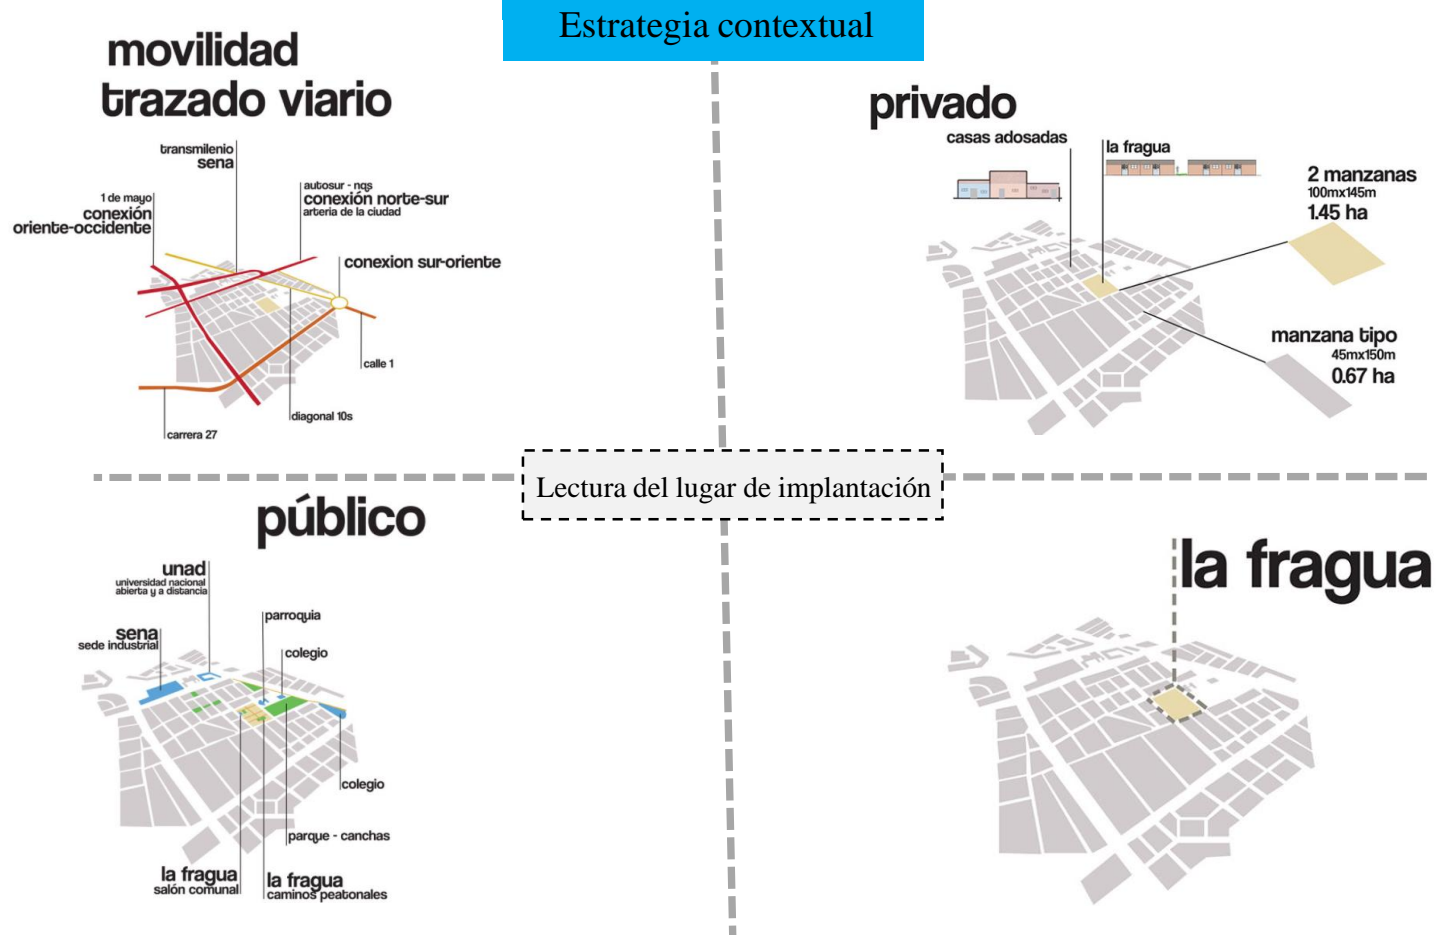 Estrategia contextual
movilidad
trazado viario
transmilenio
sena
1 de mayo
conexión
oriente-occidente
autosur - nqs
conexión norte-sur
arteria de la ciudad
conexion sur-oriente
calle 1
diagonal 10s
carrera 27
privado
casas adosadas
la fragua
2 manzanas
100mx145m
1.45 ha
manzana tipo
45mx150m
0.67 ha
Lectura del lugar de implantación
público
unad
universidad nacional
abierta y a distancia
sena
sede industrial
parroquia
colegio
colegio
parque - canchas
la fragua
salón comunal
la fragua
caminos peatonales
la fragua